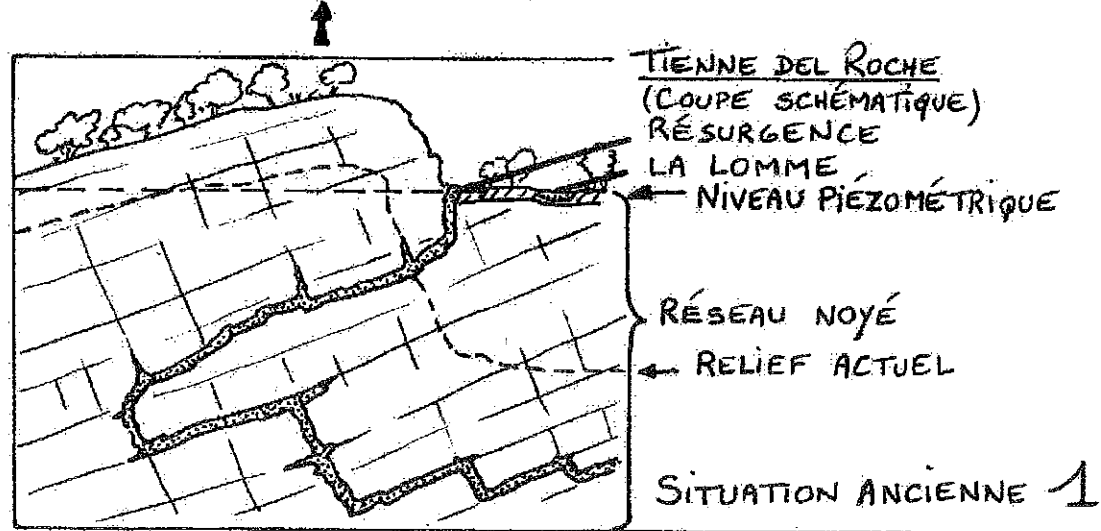 TIENNE DEL ROCHE
(COUPE SCHÉMATIQUE)
RÉSURGENCE
LA LOMME
NIVEAU PIÉZOMÉTRIQUE
RÉSEAU NOYÉ
RELIEF ACTUEL
SITUATION ANCIENNE 1